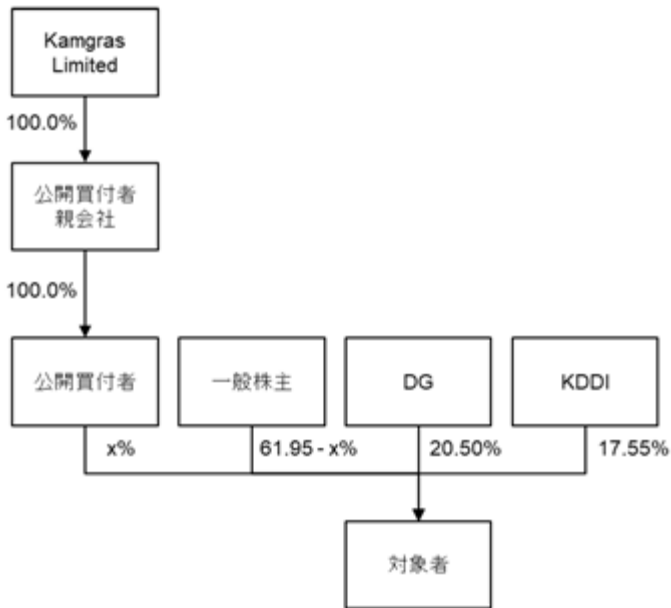 Kamgras
Limited
100.0%
公開買付者
親会社
100.0%
公開買付者
一般株主
DG
KDDI
x%
61.95 - x%
20.50%
17.55%
対象者